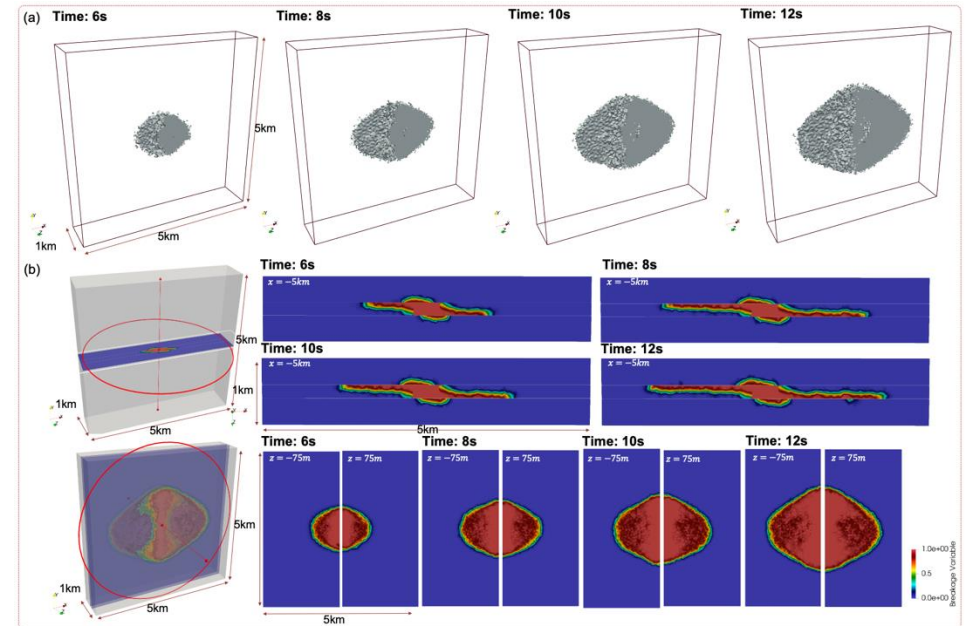 (a)
Time: 6s
Time: 8s
Time: 10s
Time: 12s
5km
1km
5km
(b)
Time: 6s
Time: 8s
x = −5km
x = −5km
5km
Time: 10s
Time: 12s
x = −5km
x = −5km
1km
1km
5km
5km
Time: 6s
Time: 8s
Time: 10s
Time: 12s
z = −75m
z = 75m
z = −75m
z = 75m
z = −75m
z = 75m
z = −75m
z = 75m
5km
1km
5km
5km
1.0e+00
0.5
0.0e+00
Breakage Variable